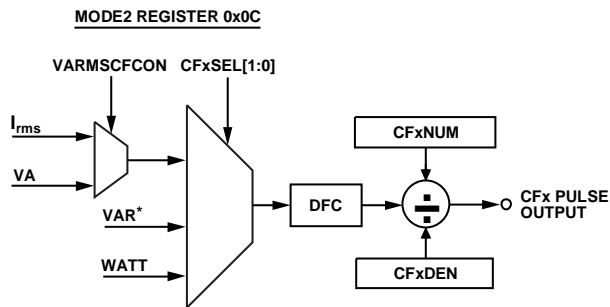 MODE2 REGISTER 0x0C
VARMSCFCON
CFxSEL[1:0]
Irms
VA
VAR*
WATT
DFC
CFxNUM
÷
CFxDEN
CFx PULSE
OUTPUT